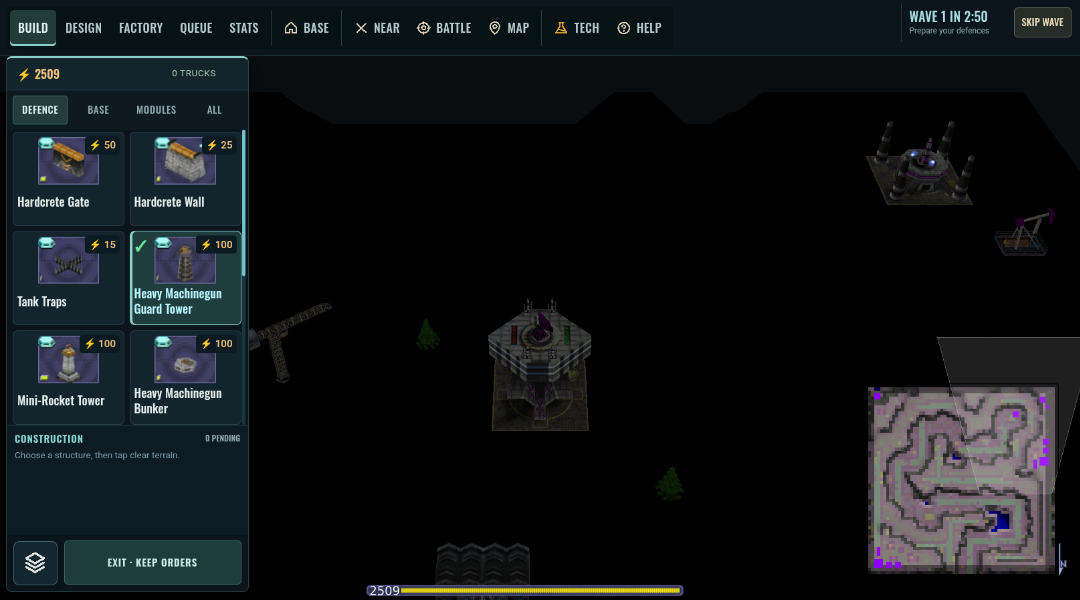 BUILD DESIGN FACTORY QUEUE STATS BASE NEAR BATTLE MAP TECH HELP
WAVE 1 IN 2:50
Prepare your defences
SKIP WAVE
2509
0 TRUCKS
DEFENCE BASE MODULES ALL
50
Hardcrete Gate
25
Hardcrete Wall
15
Tank Traps
100
Heavy Machinegun
Guard Tower
100
Mini-Rocket Tower
100
Heavy Machinegun
Bunker
CONSTRUCTION
0 PENDING
Choose a structure, then tap clear terrain.
EXIT · KEEP ORDERS
2509
N